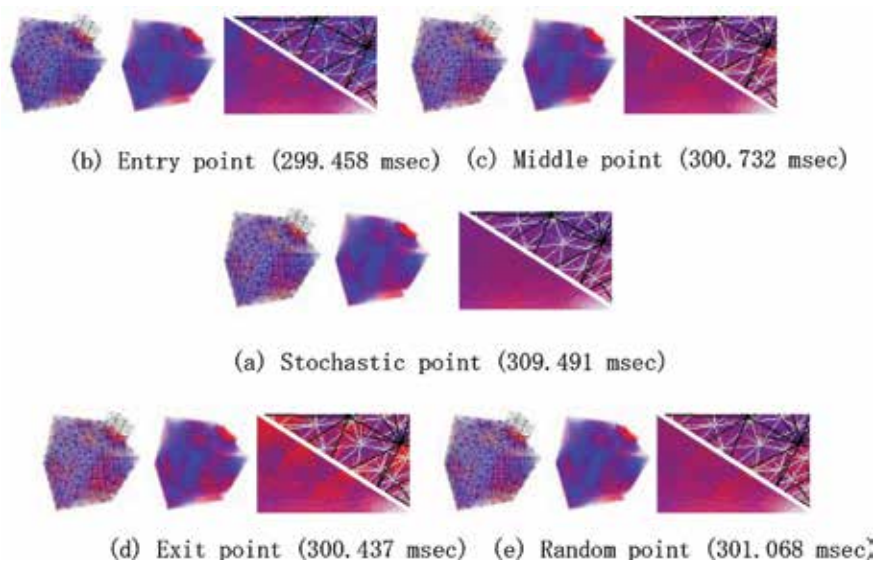 (b) Entry point (299.458 msec) (c) Middle point (300.732 msec)
(a) Stochastic point (309.491 msec)
(d) Exit point (300.437 msec) (e) Random point (301.068 msec)